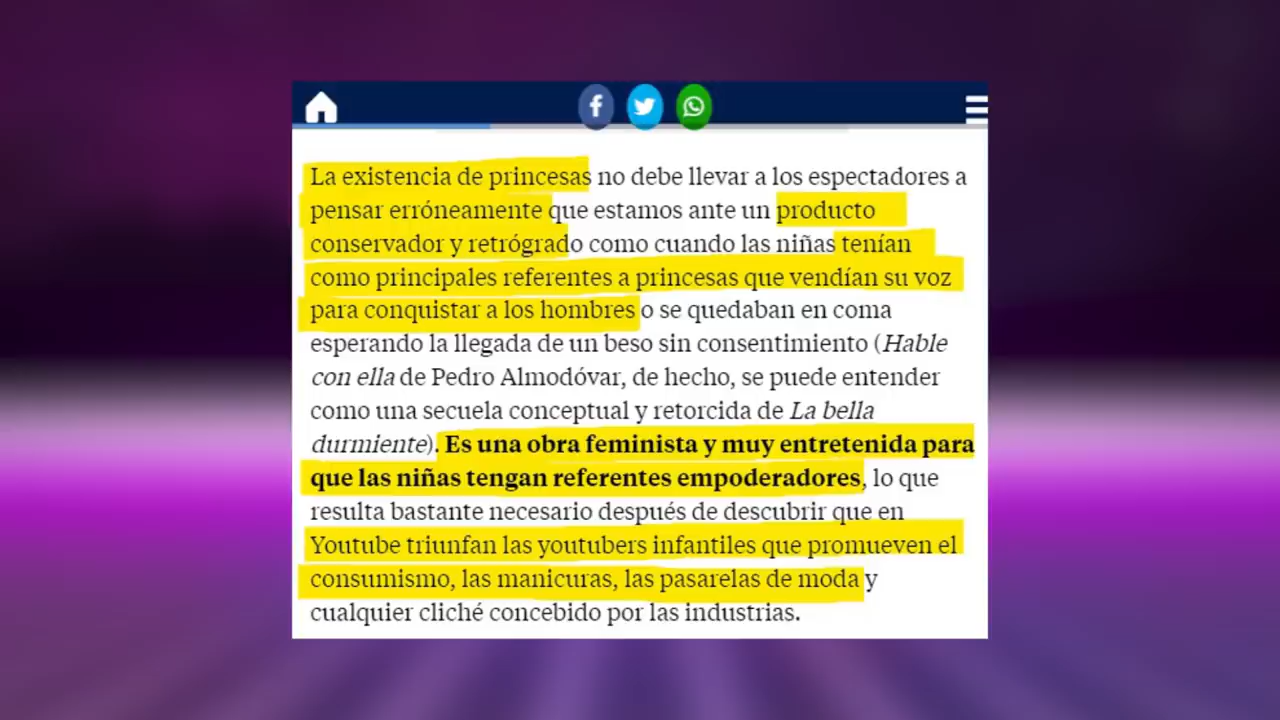 La existencia de princesas no debe llevar a los espectadores a
pensar erróneamente que estamos ante un producto
conservador y retrógrado como cuando las niñas tenían
como principales referentes a princesas que vendían su voz
para conquistar a los hombres o se quedaban en coma
esperando la llegada de un beso sin consentimiento (Hable
con ella de Pedro Almodóvar, de hecho, se puede entender
como una secuela conceptual y retorcida de La bella
durmiente). Es una obra feminista y muy entretenida para
que las niñas tengan referentes empoderadores, lo que
resulta bastante necesario después de descubrir que en
Youtube triunfan las youtubers infantiles que promueven el
consumismo, las manicuras, las pasarelas de moda y
cualquier cliché concebido por las industrias.